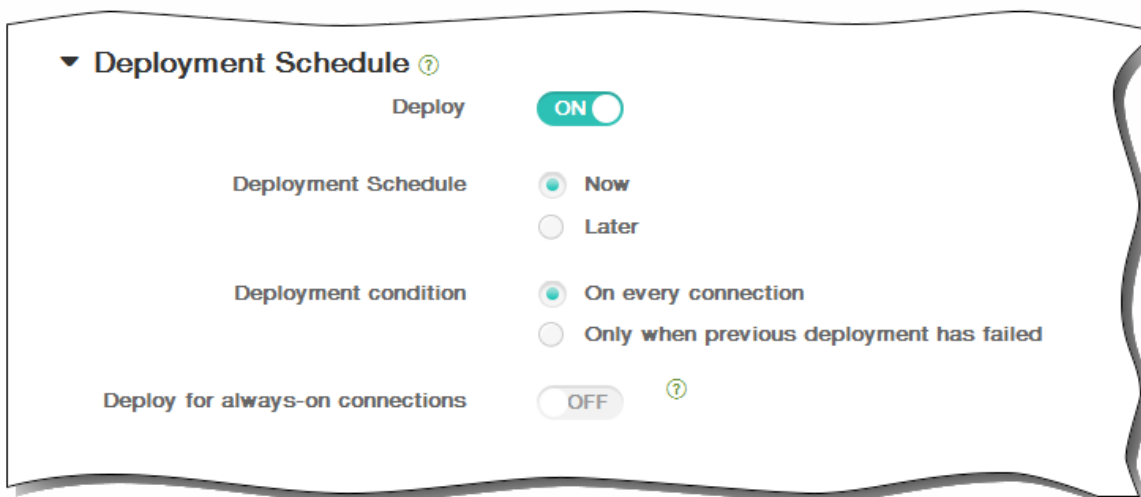 Deployment Schedule ?
Deploy ON
Deployment Schedule Now
Later
Deployment condition On every connection
Only when previous deployment has failed
Deploy for always-on connections OFF ?